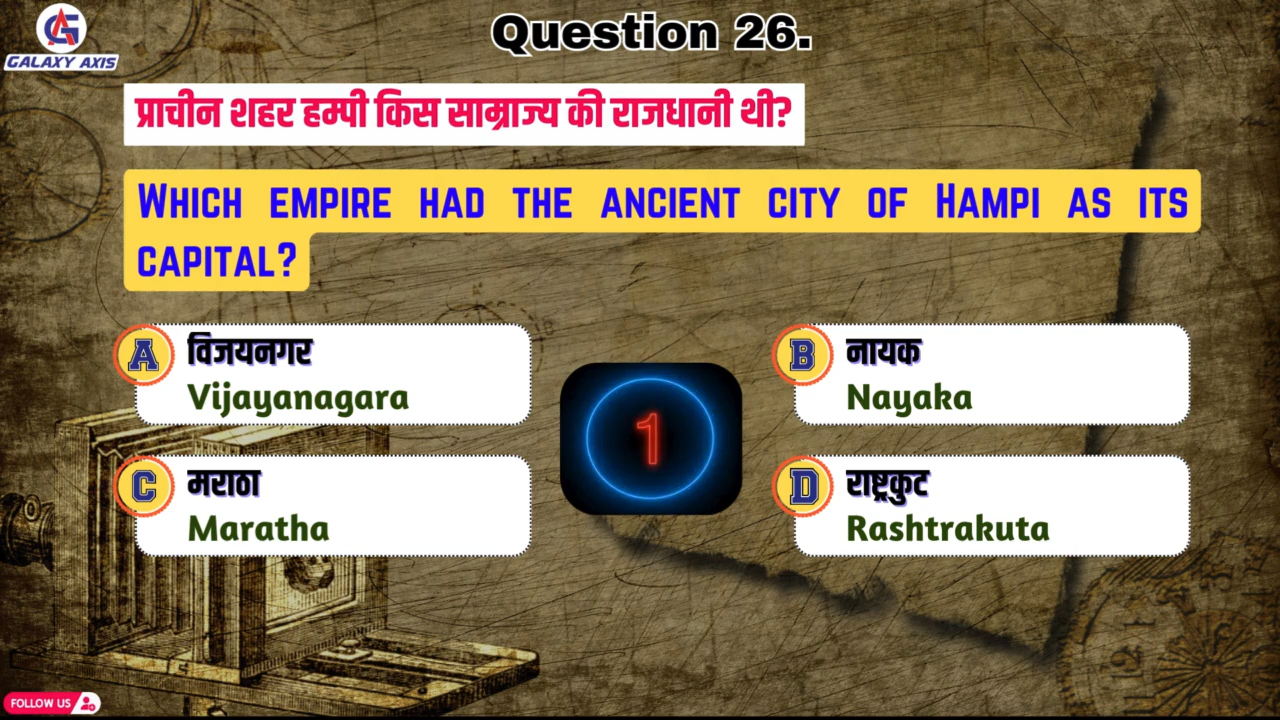 Question 26.
GALAXY AXIS
प्राचीन शहर हम्पी किस साम्राज्य की राजधानी थी?
Which empire had the ancient city of Hampi as its
capital?
A विजयनगर
Vijayanagara
B नायक
Nayaka
1
C मराठा
Maratha
D राष्ट्रकुट
Rashtrakuta
12
FOLLOW US